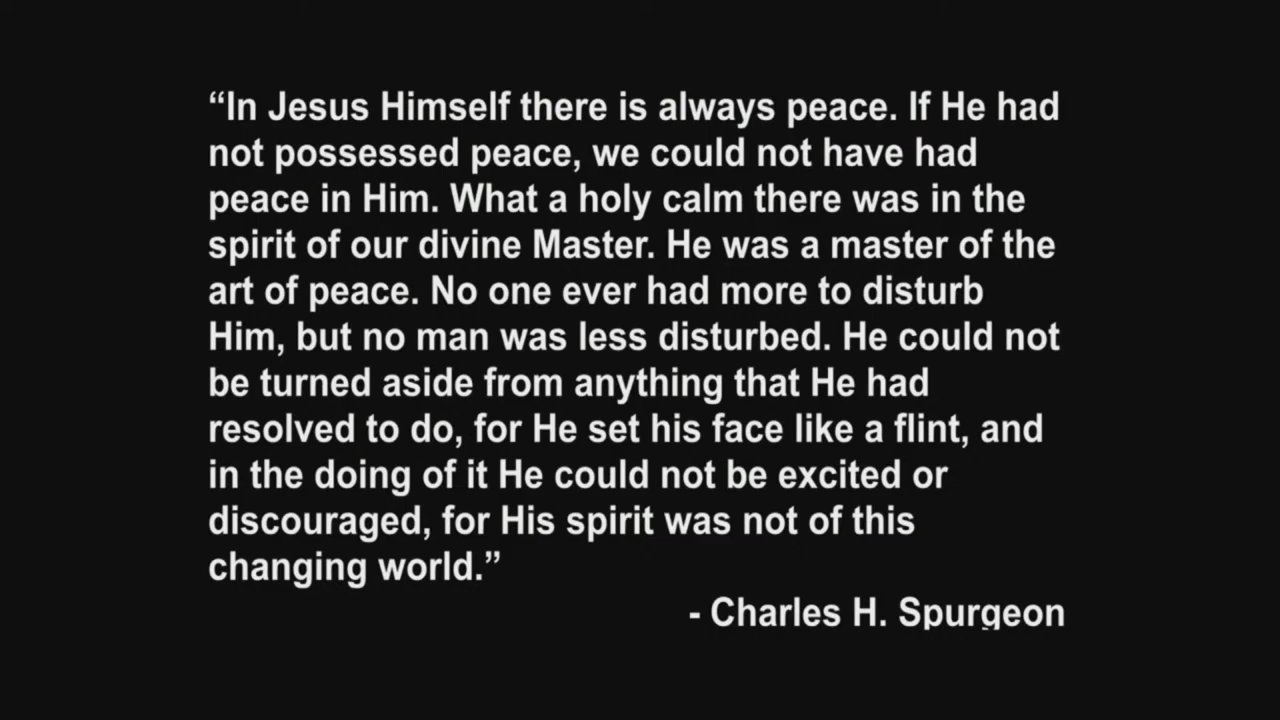 “In Jesus Himself there is always peace. If He had
not possessed peace, we could not have had
peace in Him. What a holy calm there was in the
spirit of our divine Master. He was a master of the
art of peace. No one ever had more to disturb
Him, but no man was less disturbed. He could not
be turned aside from anything that He had
resolved to do, for He set his face like a flint, and
in the doing of it He could not be excited or
discouraged, for His spirit was not of this
changing world.”
- Charles H. Spurgeon